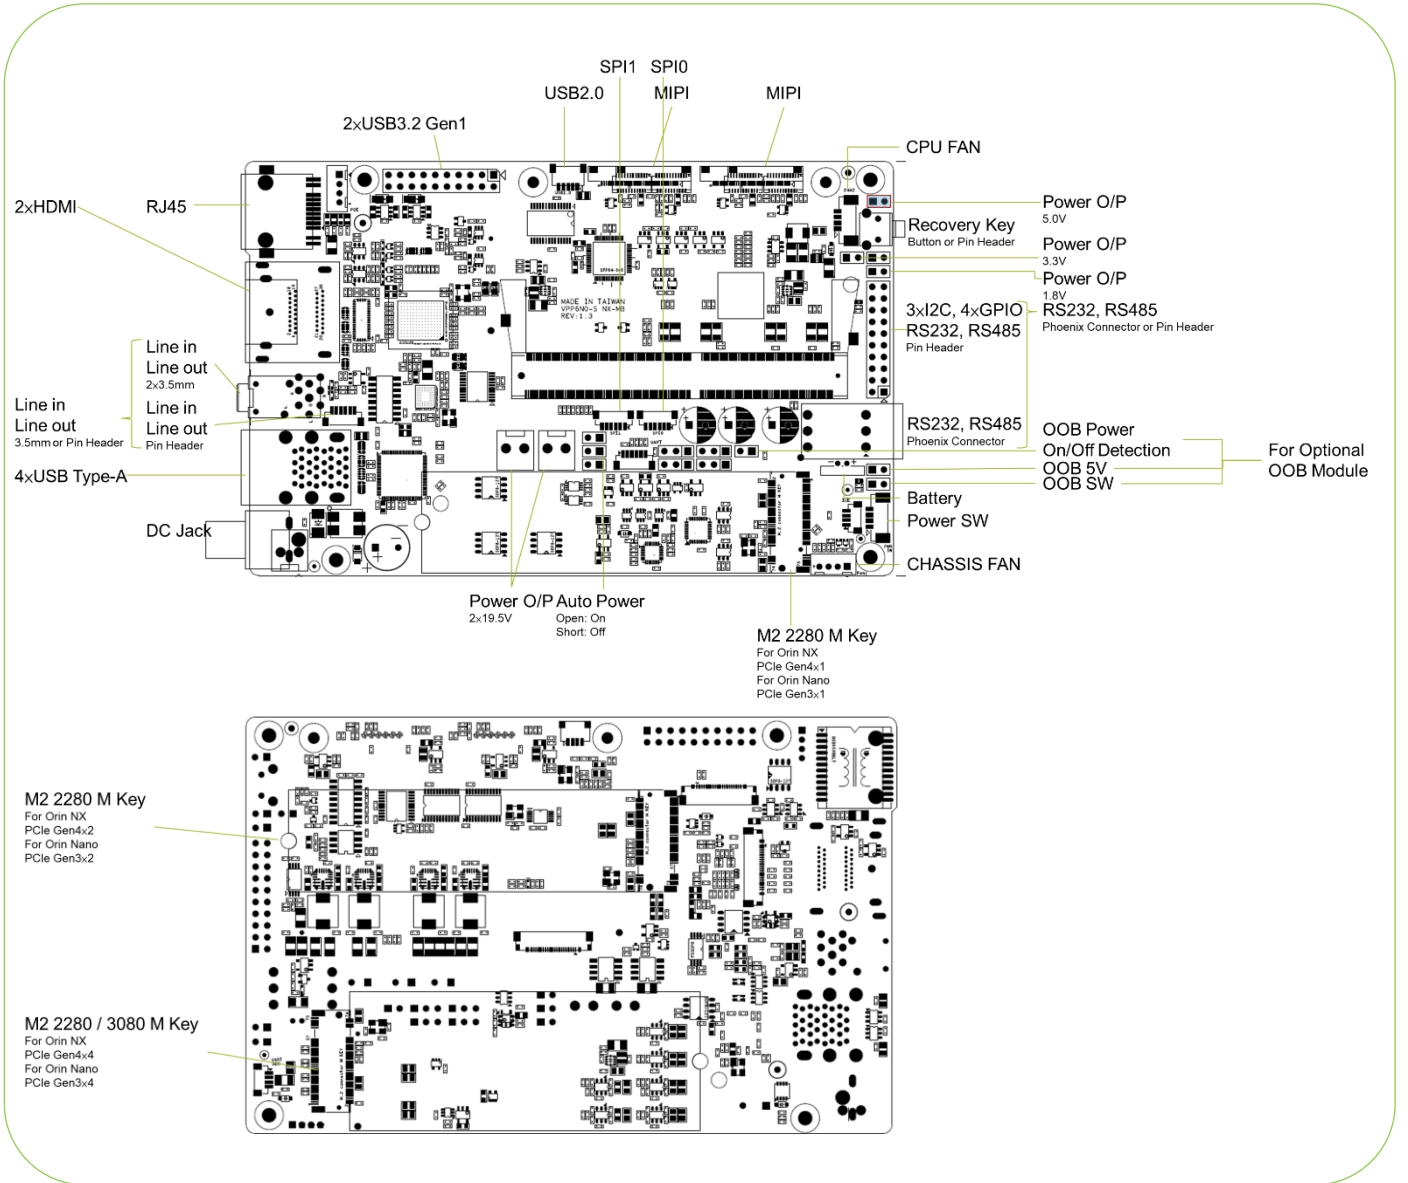 SPI1 SPI0
USB2.0 MIPI MIPI
2xUSB3.2 Gen1
CPU FAN
2xHDMI
RJ45
Power O/P
5.0V
Recovery Key
Button or Pin Header
Power O/P
3.3V
Power O/P
1.8V
MADE IN TAIWAN
VPP6N0-S NX-MB
REV:1.3
3xI2C, 4xGPIO
RS232, RS485
Pin Header
RS232, RS485
Phoenix Connector or Pin Header
Line in
Line out
2x3.5mm
Line in
Line out
Pin Header
Line in
Line out
3.5mm or Pin Header
RS232, RS485
Phoenix Connector
OOB Power
On/Off Detection
OOB 5V
OOB SW
For Optional
OOB Module
4xUSB Type-A
Battery
Power SW
DC Jack
CHASSIS FAN
Power O/P
2x19.5V
Auto Power
Open: On
Short: Off
M2 2280 M Key
For Orin NX
PCIe Gen4x1
For Orin Nano
PCIe Gen3x1
M2 2280 M Key
For Orin NX
PCIe Gen4x2
For Orin Nano
PCIe Gen3x2
M2 2280 / 3080 M Key
For Orin NX
PCIe Gen4x4
For Orin Nano
PCIe Gen3x4